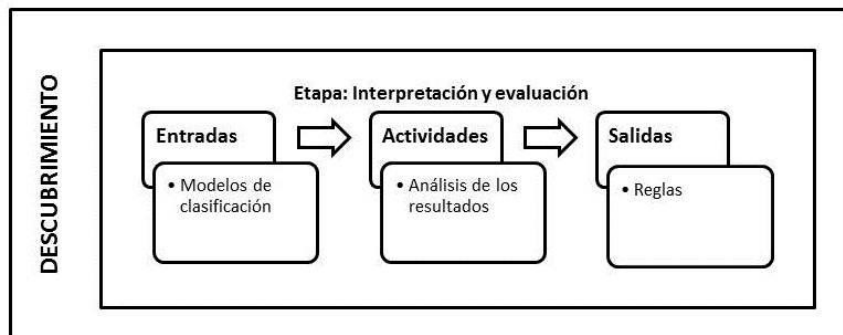 DESCUBRIMIENTO
Etapa: Interpretación y evaluación
Entradas
• Modelos de
clasificación
Actividades
• Análisis de los
resultados
Salidas
• Reglas